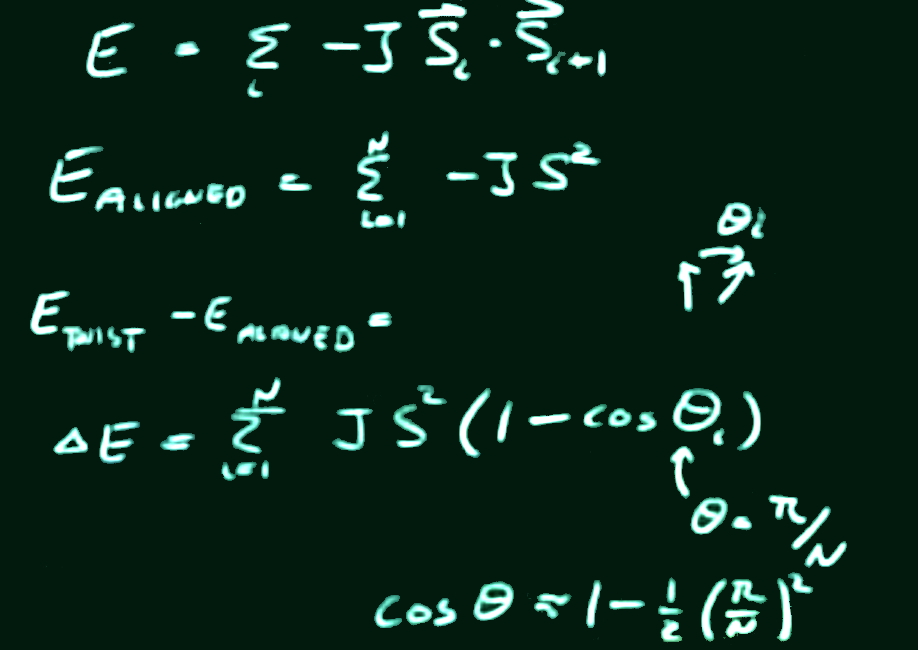 E = Σ_i -J S⃗_i · S⃗_{i+1}
E_ALIGNED = Σ_{i=1}^{N} -J S²
θ_i
E_TWIST - E_ALIGNED =
ΔE = Σ_{i=1}^{N} J S² (1 - cos θ_i)
θ = π/N
cos θ ≈ 1 - 1/2 (π/N)²